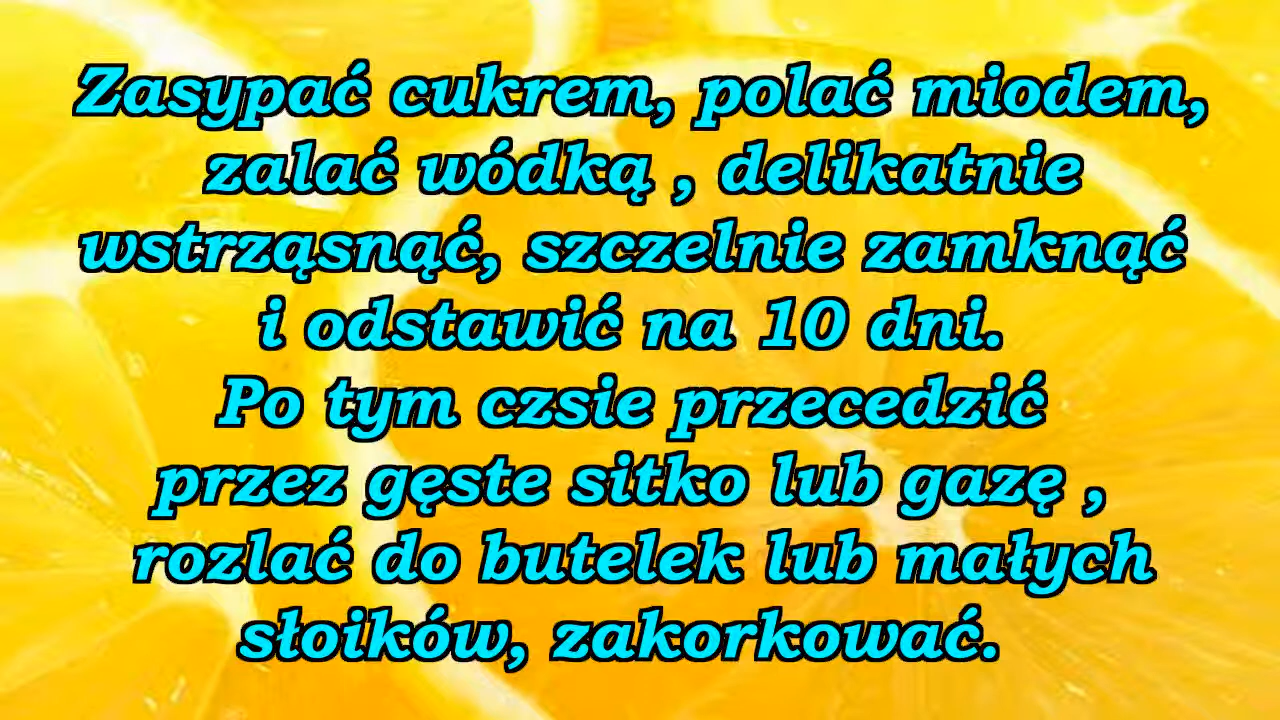 Zasypać cukrem, polać miodem,
zalać wódką , delikatnie
wstrząsnąć, szczelnie zamknąć
i odstawić na 10 dni.
Po tym czsie przecedzić
przez gęste sitko lub gazę ,
rozlać do butelek lub małych
słoików, zakorkować.